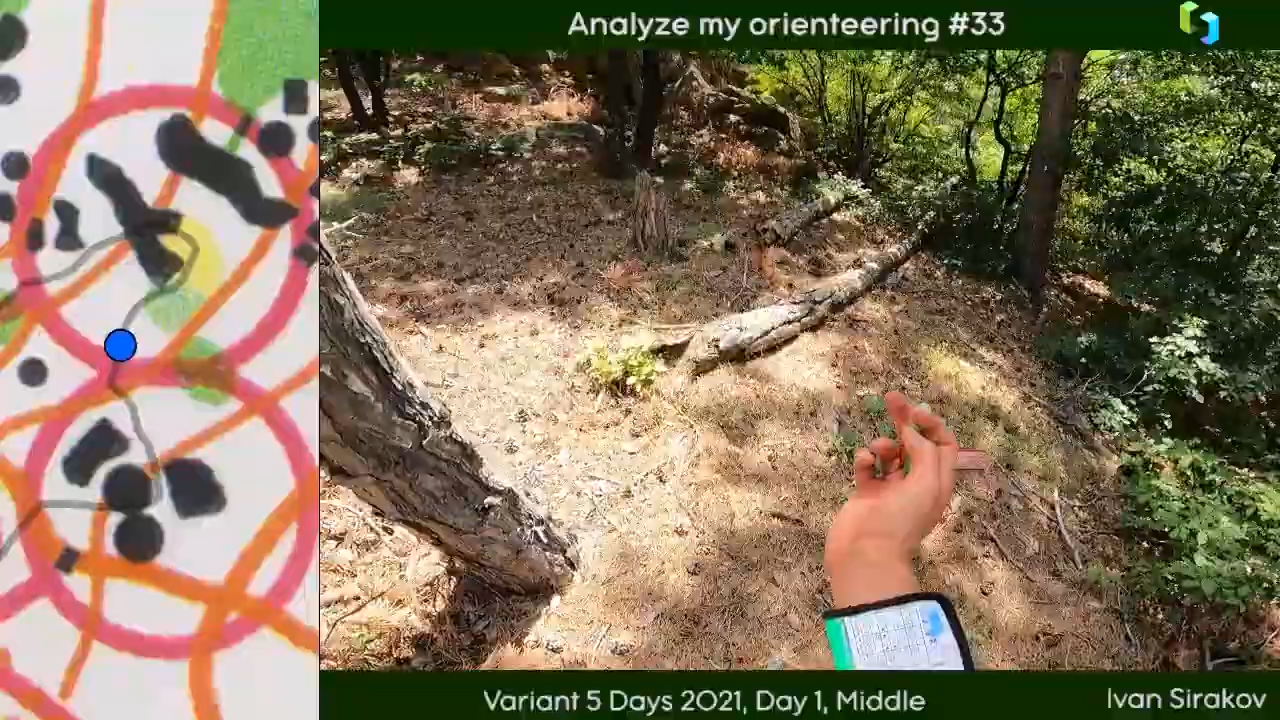 Analyze my orienteering #33
Variant 5 Days 2021, Day 1, Middle
Ivan Sirakov